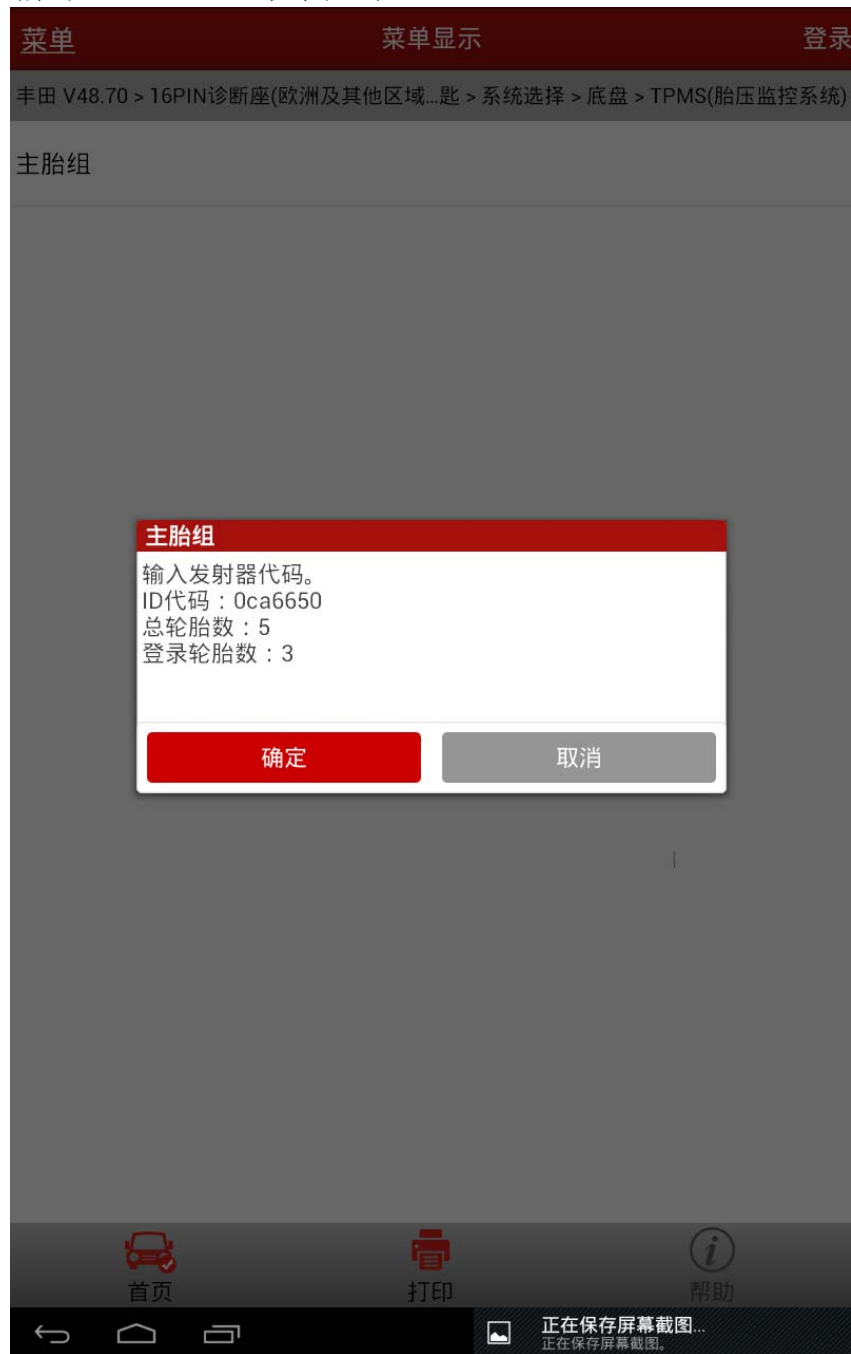 菜单
菜单显示
登录
丰田 V48.70 > 16PIN诊断座(欧洲及其他区域...匙 > 系统选择 > 底盘 > TPMS(胎压监控系统)
主胎组
主胎组
输入发射器代码。
ID代码：0ca6650
总轮胎数：5
登录轮胎数：3
确定
取消
首页
打印
帮助
正在保存屏幕截图...
正在保存屏幕截图。